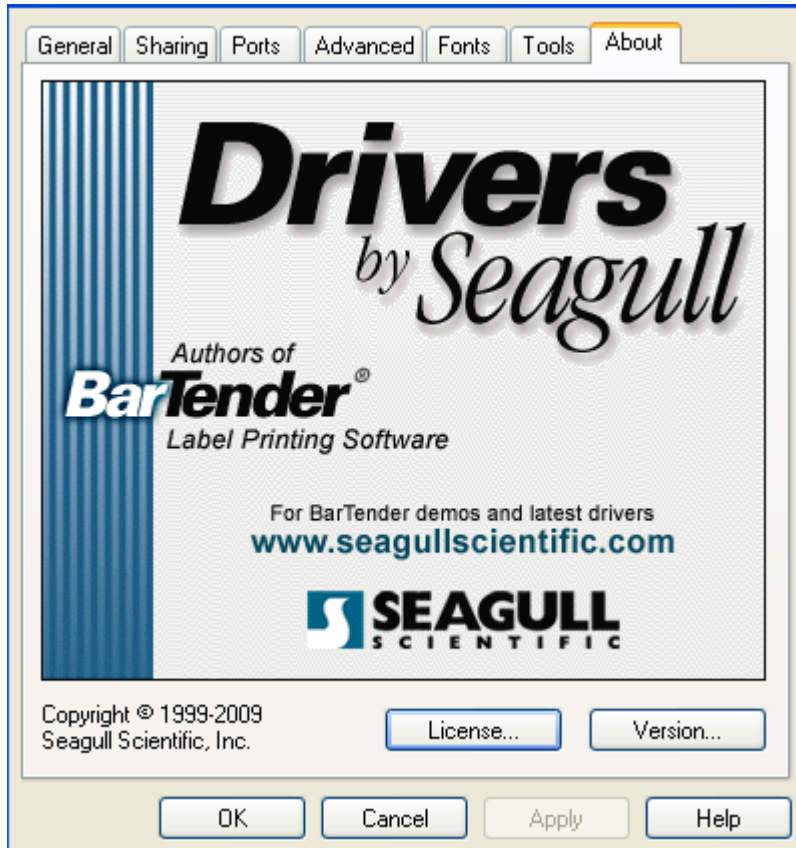 General Sharing Ports Advanced Fonts Tools About
Drivers
by Seagull
Authors of
BarTender®
Label Printing Software
For BarTender demos and latest drivers
www.seagullscientific.com
SEAGULL
SCIENTIFIC
Copyright © 1999-2009
Seagull Scientific, Inc.
License... Version...
OK Cancel Apply Help